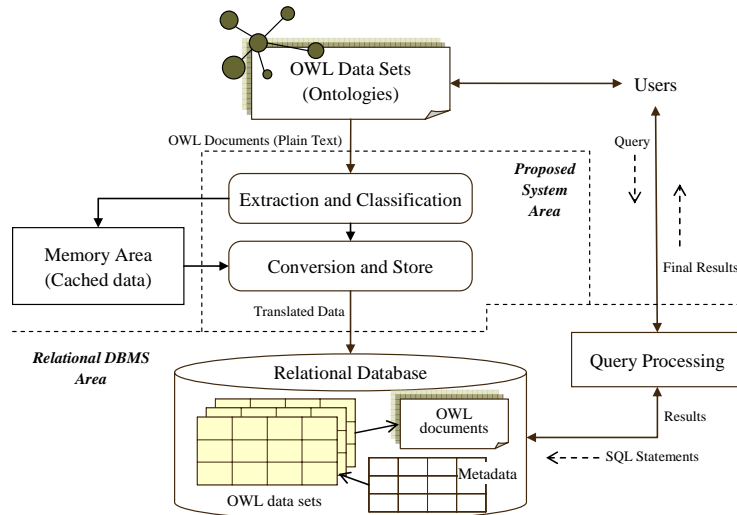 OWL Data Sets
(Ontologies)
Users
OWL Documents (Plain Text)
Query
Proposed
System
Area
Extraction and Classification
Memory Area
(Cached data)
Conversion and Store
Final Results
Translated Data
Relational DBMS
Area
Relational Database
Query Processing
OWL
documents
Results
SQL Statements
Metadata
OWL data sets